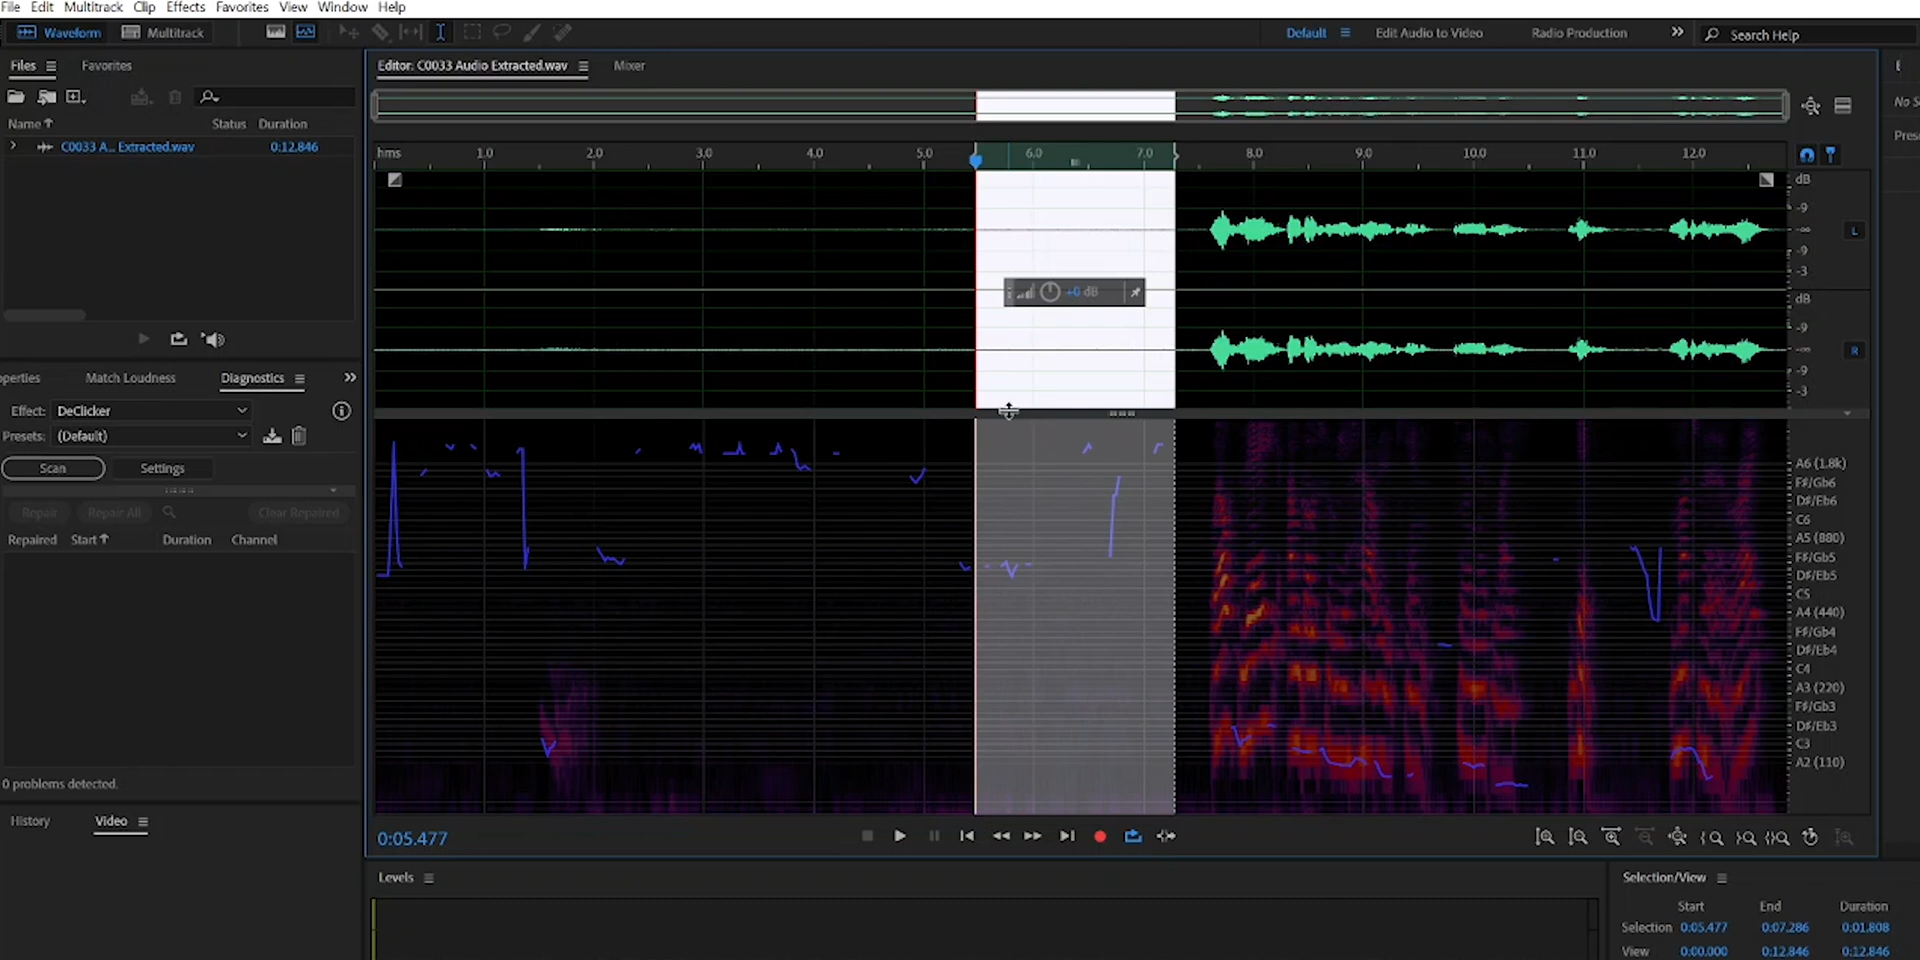 File Edit Multitrack Clip Effects Favorites View Window Help
Waveform Multitrack Default Edit Audio to Video Radio Production Search Help
Files Favorites
Editor: C0033 Audio Extracted.wav Mixer
Name Status Duration
C0033 A... Extracted.wav 0:12.846
hms 1.0 2.0 3.0 4.0 5.0 6.0 7.0 8.0 9.0 10.0 11.0 12.0
No S
Prese
dB
-9
-∞
-9
-3
L
+0 dB
dB
-9
-∞
-9
-3
R
operties Match Loudness Diagnostics
Effect: DeClicker
Presets: (Default)
Scan Settings
Repair Repair All Clear Repaired
Repaired Start Duration Channel
0 problems detected.
History Video
A6 (1.8k)
F#/Gb6
D#/Eb6
C6
A5 (880)
F#/Gb5
D#/Eb5
C5
A4 (440)
F#/Gb4
D#/Eb4
C4
A3 (220)
F#/Gb3
D#/Eb3
C3
A2 (110)
0:05.477
Levels
Selection/View
Start End Duration
Selection 0:05.477 0:07.286 0:01.808
View 0:00.000 0:12.846 0:12.846